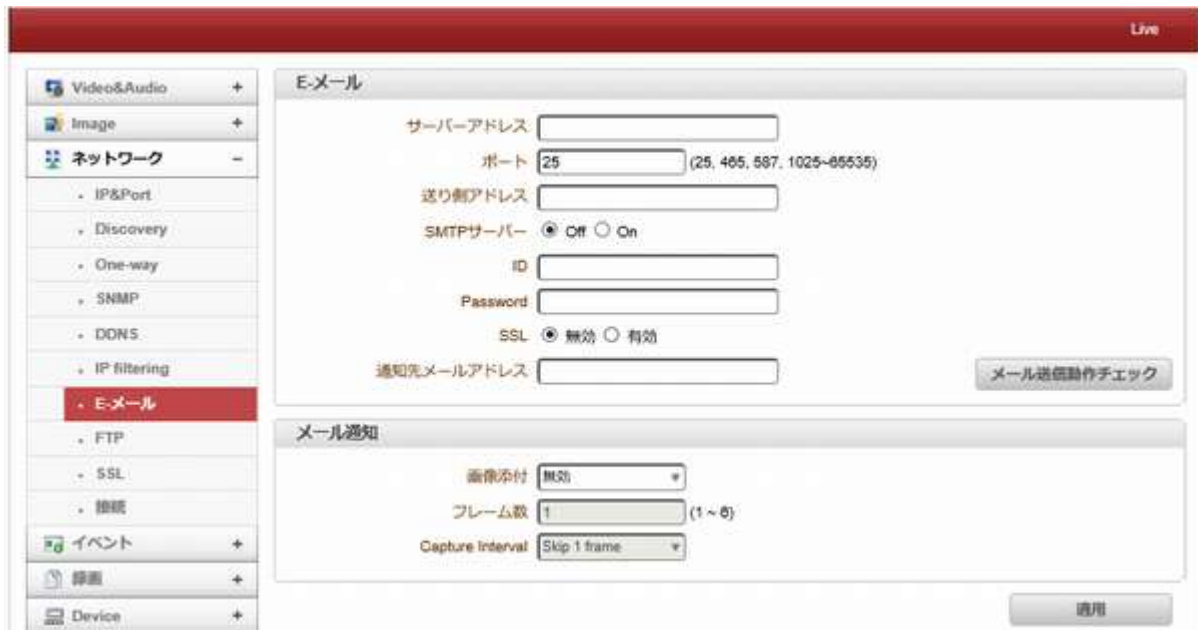 Live
Video&Audio +
Image +
ネットワーク -
IP&Port
Discovery
One-way
SNMP
DDNS
IP filtering
E-メール
FTP
SSL
接続
イベント +
録画 +
Device +
E-メール
サーバーアドレス
ポート 25 (25, 465, 587, 1025~65535)
送り側アドレス
SMTPサーバー Off On
ID
Password
SSL 無効 有効
通知先メールアドレス
メール送信動作チェック
メール通知
画像添付 無効
フレーム数 1 (1 ~ 6)
Capture Interval Skip 1 frame
適用